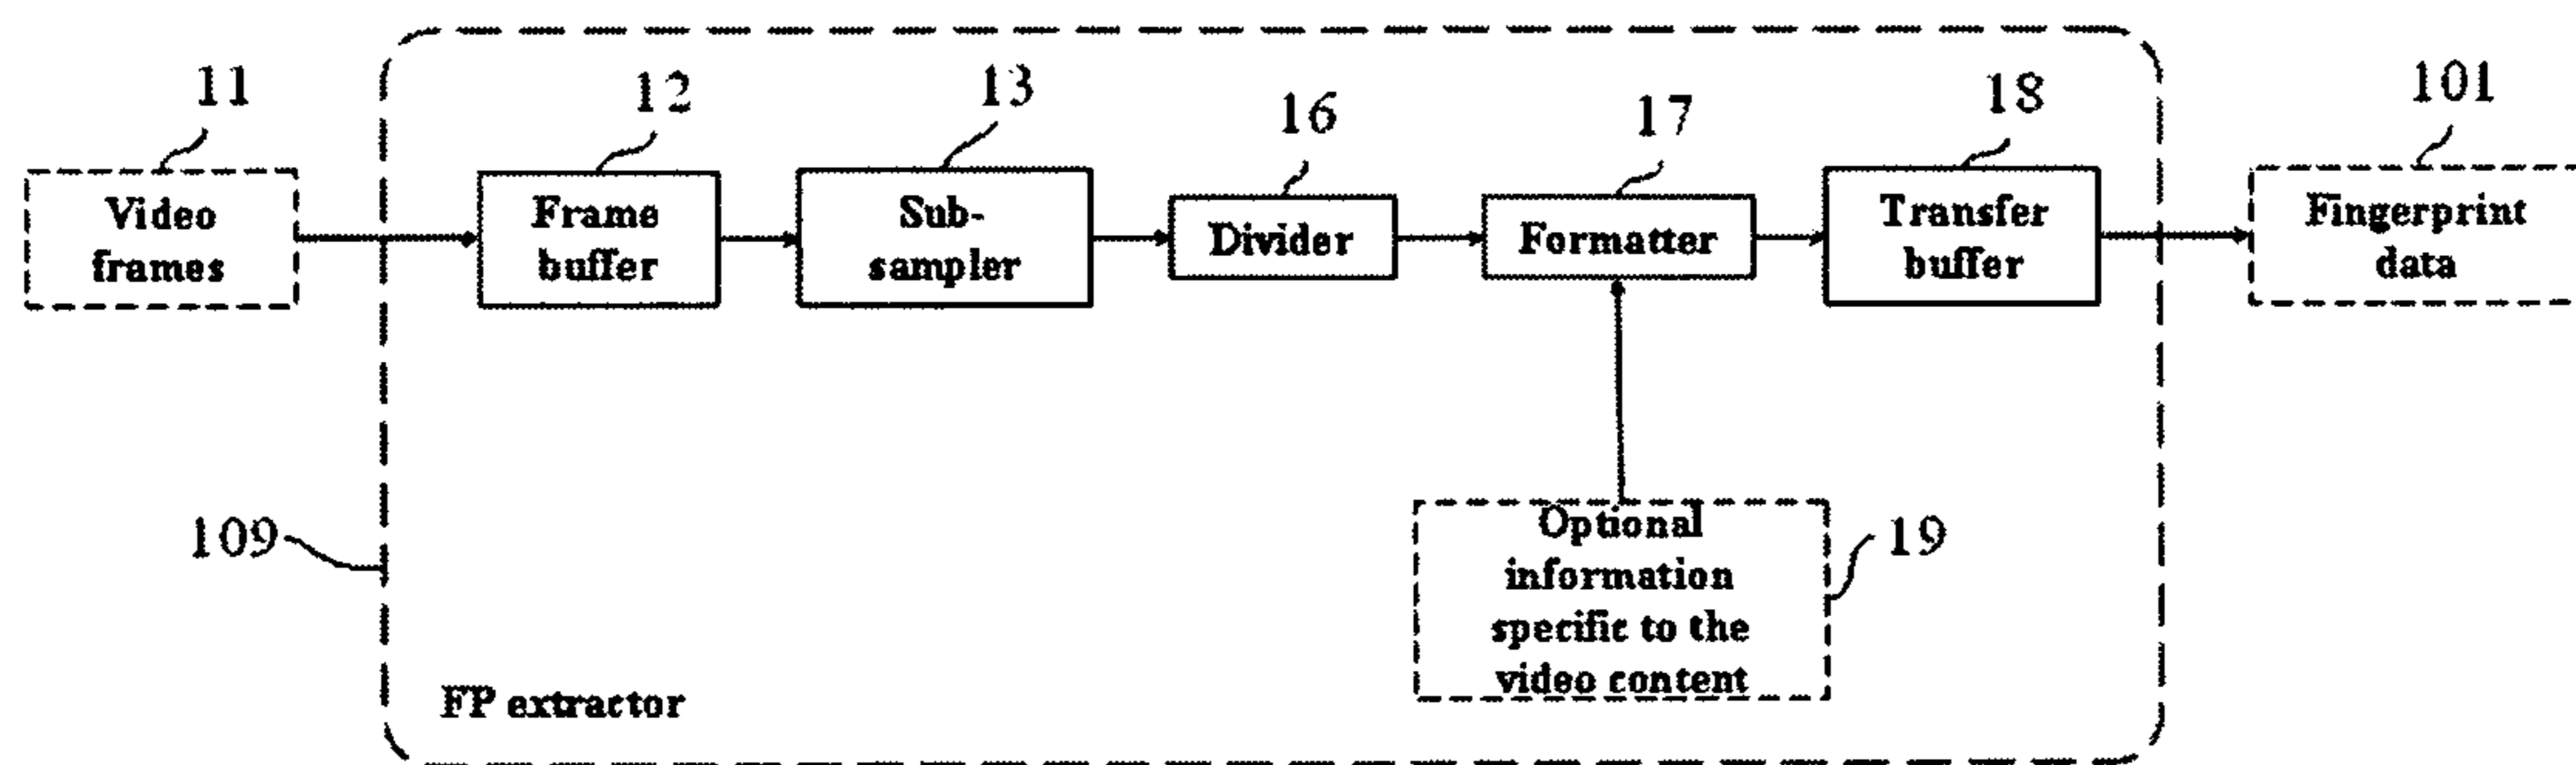 11
12
13
16
17
18
101
Video
frames
Frame
buffer
Sub-
sampler
Divider
Formatter
Transfer
buffer
Fingerprint
data
109
Optional
information
specific to the
video content
19
FP extractor